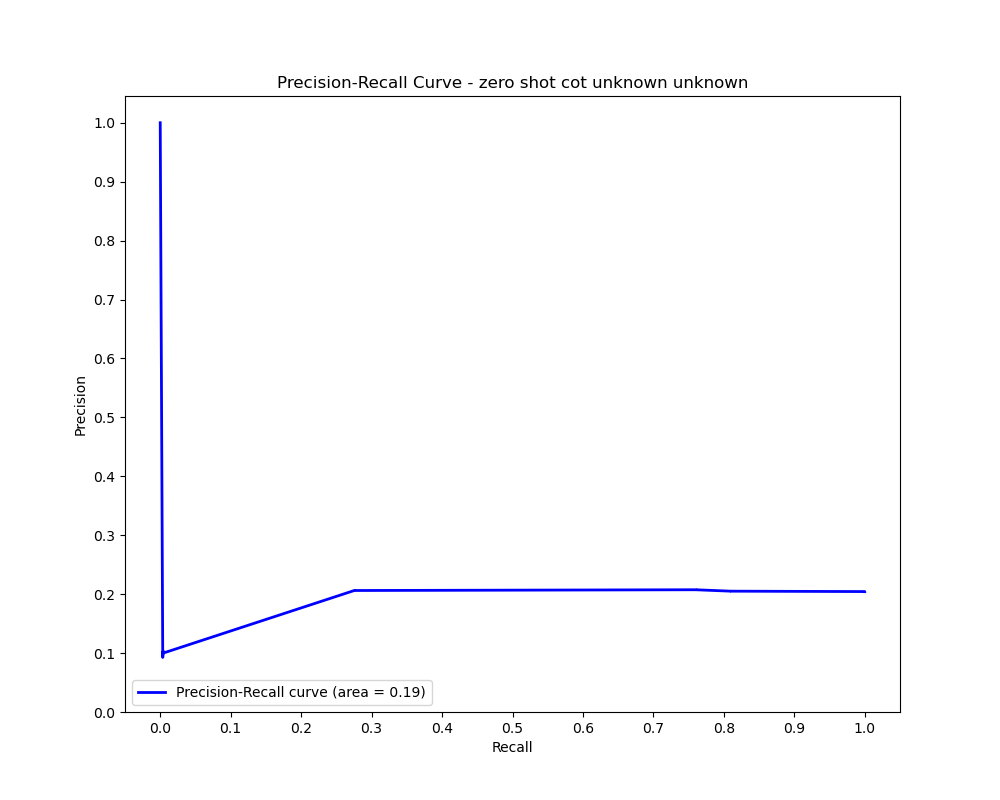 Precision-Recall Curve - zero shot cot unknown unknown
1.0
0.9
0.8
0.7
0.6
0.5
0.4
0.3
0.2
0.1
0.0
Precision
Precision-Recall curve (area = 0.19)
0.0 0.1 0.2 0.3 0.4 0.5 0.6 0.7 0.8 0.9 1.0
Recall